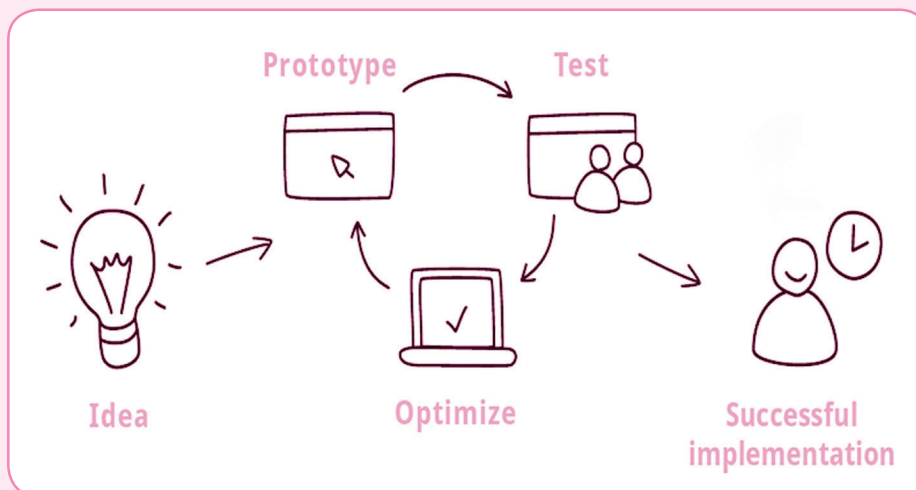 Prototype
Test
Idea
Optimize
Successful
implementation